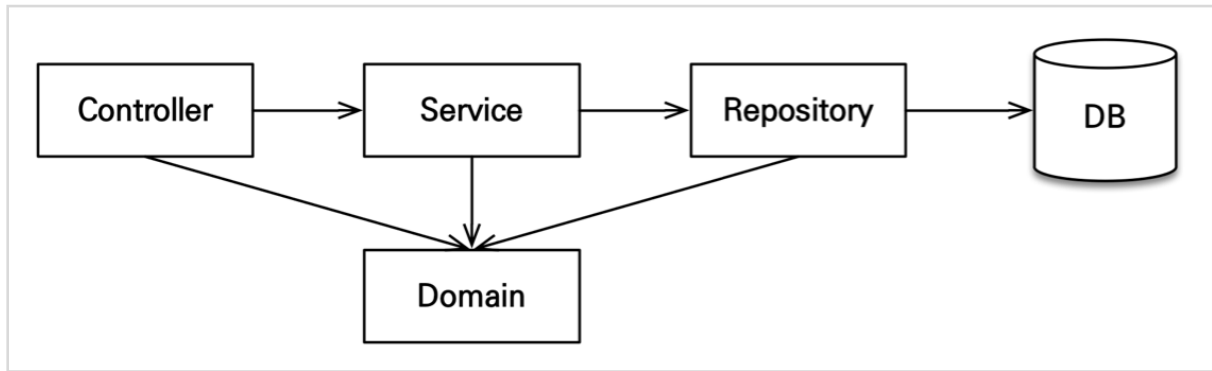 Controller
Service
Repository
DB
Domain